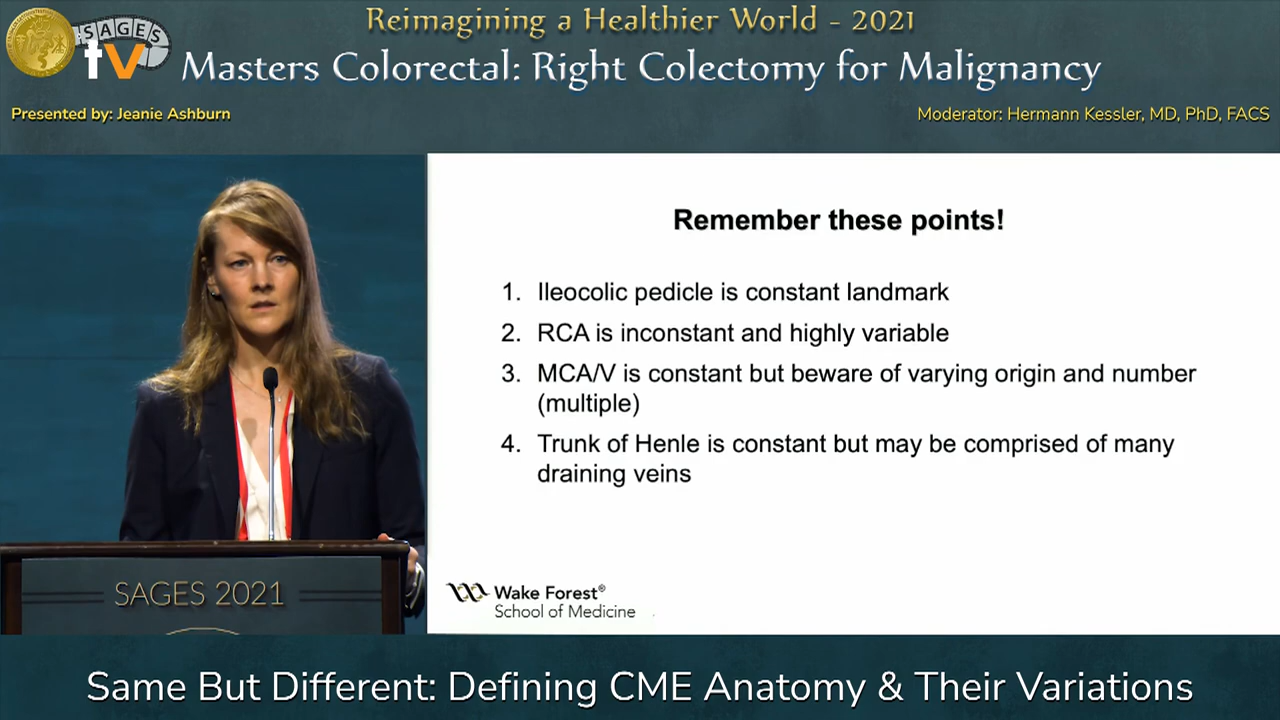 Reimagining a Healthier World - 2021
SAGES
tv
Masters Colorectal: Right Colectomy for Malignancy
Presented by: Jeanie Ashburn
Moderator: Hermann Kessler, MD, PhD, FACS
Remember these points!
1. Ileocolic pedicle is constant landmark
2. RCA is inconstant and highly variable
3. MCA/V is constant but beware of varying origin and number
(multiple)
4. Trunk of Henle is constant but may be comprised of many
draining veins
Wake Forest®
School of Medicine
SAGES 2021
Same But Different: Defining CME Anatomy & Their Variations